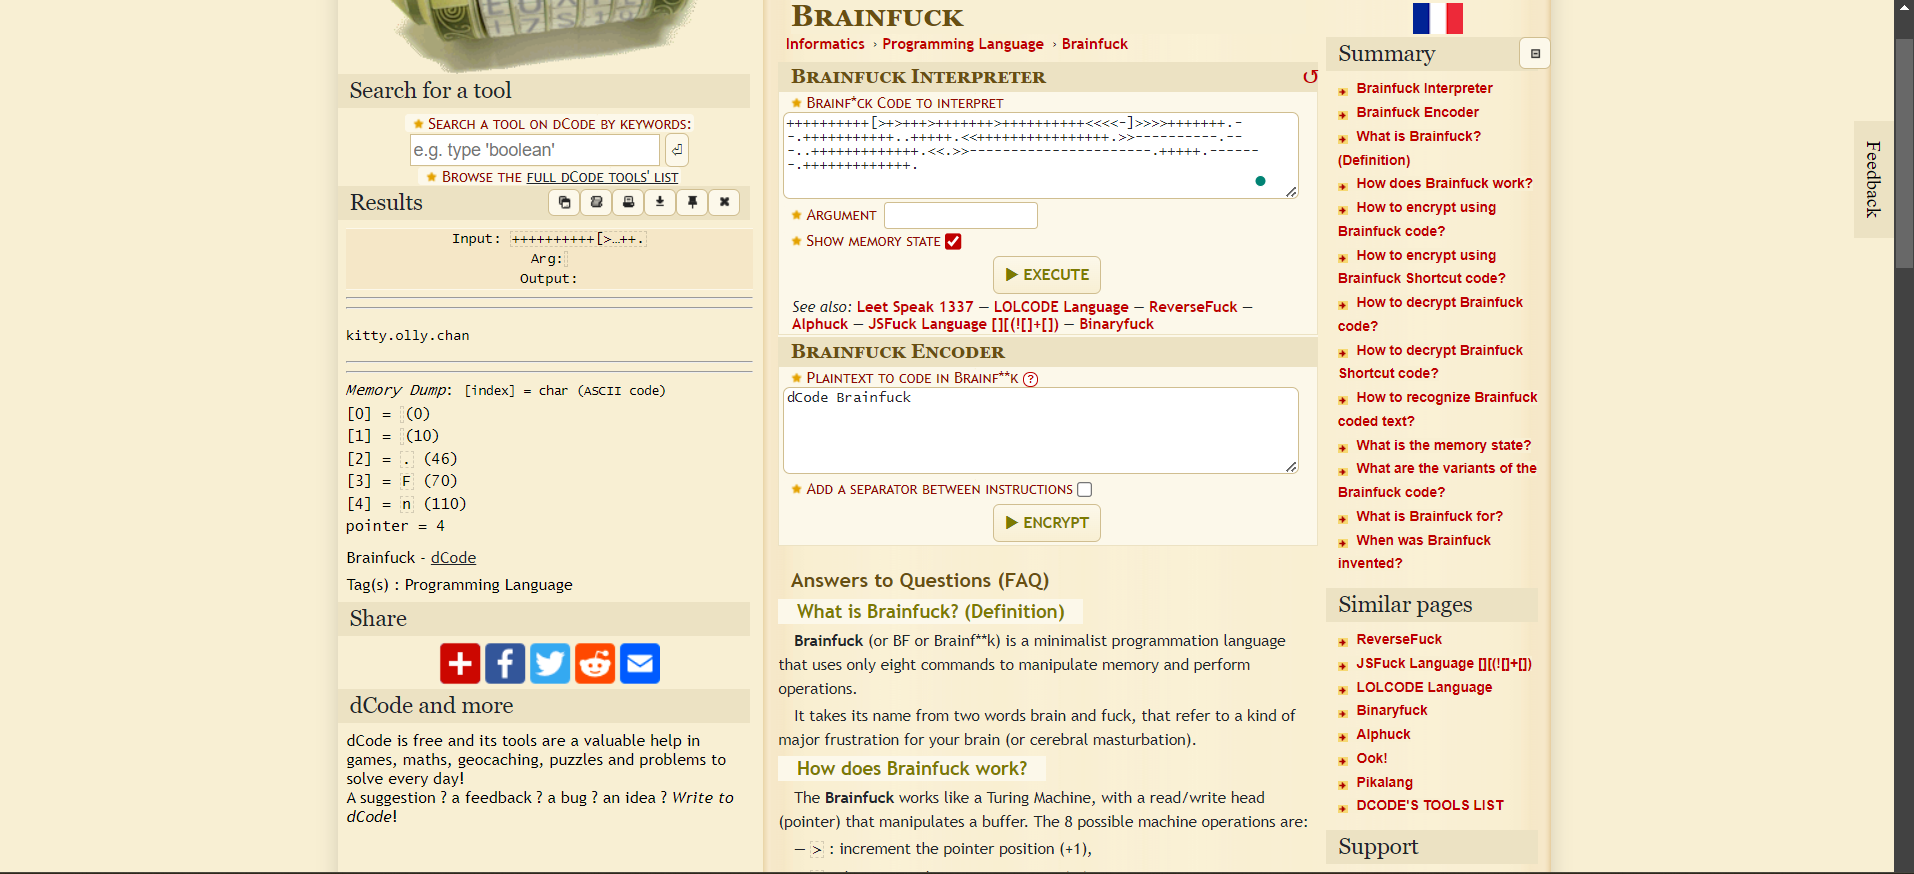 Search for a tool
★ SEARCH A TOOL ON DCODE BY KEYWORDS:
e.g. type 'boolean'
★ BROWSE THE FULL DCODE TOOLS' LIST
Results
Input: ++++++++++[>…++.
Arg:
Output:
kitty.olly.chan
Memory Dump: [index] = char (ASCII code)
[0] = (0)
[1] = (10)
[2] = . (46)
[3] = F (70)
[4] = n (110)
pointer = 4
Brainfuck - dCode
Tag(s) : Programming Language
Share
dCode and more
dCode is free and its tools are a valuable help in
games, maths, geocaching, puzzles and problems to
solve every day!
A suggestion ? a feedback ? a bug ? an idea ? Write to
dCode!
BRAINFUCK
Informatics › Programming Language › Brainfuck
BRAINFUCK INTERPRETER
★ BRAINF*CK CODE TO INTERPRET
++++++++++[>+>+++>+++++++>++++++++++<<<<-]>>>>+++++++.-
-.+++++++++++..+++++.<<++++++++++++++++.>>----------.---
-..+++++++++++++.<<.>>-----------------------.+++++.------
-.+++++++++++++.
★ ARGUMENT
★ SHOW MEMORY STATE
▶ EXECUTE
See also: Leet Speak 1337 – LOLCODE Language – ReverseFuck –
Alphuck – JSFuck Language [][(![]+[]) – Binaryfuck
BRAINFUCK ENCODER
★ PLAINTEXT TO CODE IN BRAINF**K ?
dCode Brainfuck
★ ADD A SEPARATOR BETWEEN INSTRUCTIONS
▶ ENCRYPT
Answers to Questions (FAQ)
What is Brainfuck? (Definition)
Brainfuck (or BF or Brainf**k) is a minimalist programmation language
that uses only eight commands to manipulate memory and perform
operations.
It takes its name from two words brain and fuck, that refer to a kind of
major frustration for your brain (or cerebral masturbation).
How does Brainfuck work?
The Brainfuck works like a Turing Machine, with a read/write head
(pointer) that manipulates a buffer. The 8 possible machine operations are:
– > : increment the pointer position (+1),
Summary
Brainfuck Interpreter
Brainfuck Encoder
What is Brainfuck?
(Definition)
How does Brainfuck work?
How to encrypt using
Brainfuck code?
How to encrypt using
Brainfuck Shortcut code?
How to decrypt Brainfuck
code?
How to decrypt Brainfuck
Shortcut code?
How to recognize Brainfuck
coded text?
What is the memory state?
What are the variants of the
Brainfuck code?
What is Brainfuck for?
When was Brainfuck
invented?
Similar pages
ReverseFuck
JSFuck Language [][(![]+[])
LOLCODE Language
Binaryfuck
Alphuck
Ook!
Pikalang
DCODE'S TOOLS LIST
Support
Feedback